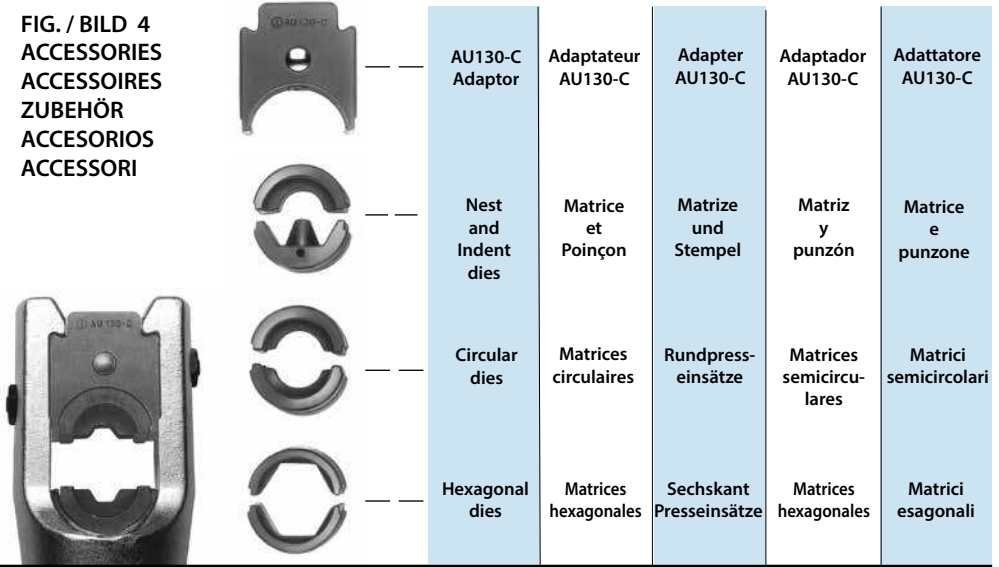 FIG. / BILD 4
ACCESSORIES
ACCESSOIRES
ZUBEHÖR
ACCESORIOS
ACCESSORI
AU130-C
AU130-C
Adaptor
Adaptateur
AU130-C
Adapter
AU130-C
Adaptador
AU130-C
Adattatore
AU130-C
Nest
and
Indent
dies
Matrice
et
Poinçon
Matrize
und
Stempel
Matriz
y
punzón
Matrice
e
punzone
AU 130-C
Circular
dies
Matrices
circulaires
Rundpress-
einsätze
Matrices
semicircu-
lares
Matrici
semicircolari
Hexagonal
dies
Matrices
hexagonales
Sechskant
Presseinsätze
Matrices
hexagonales
Matrici
esagonali